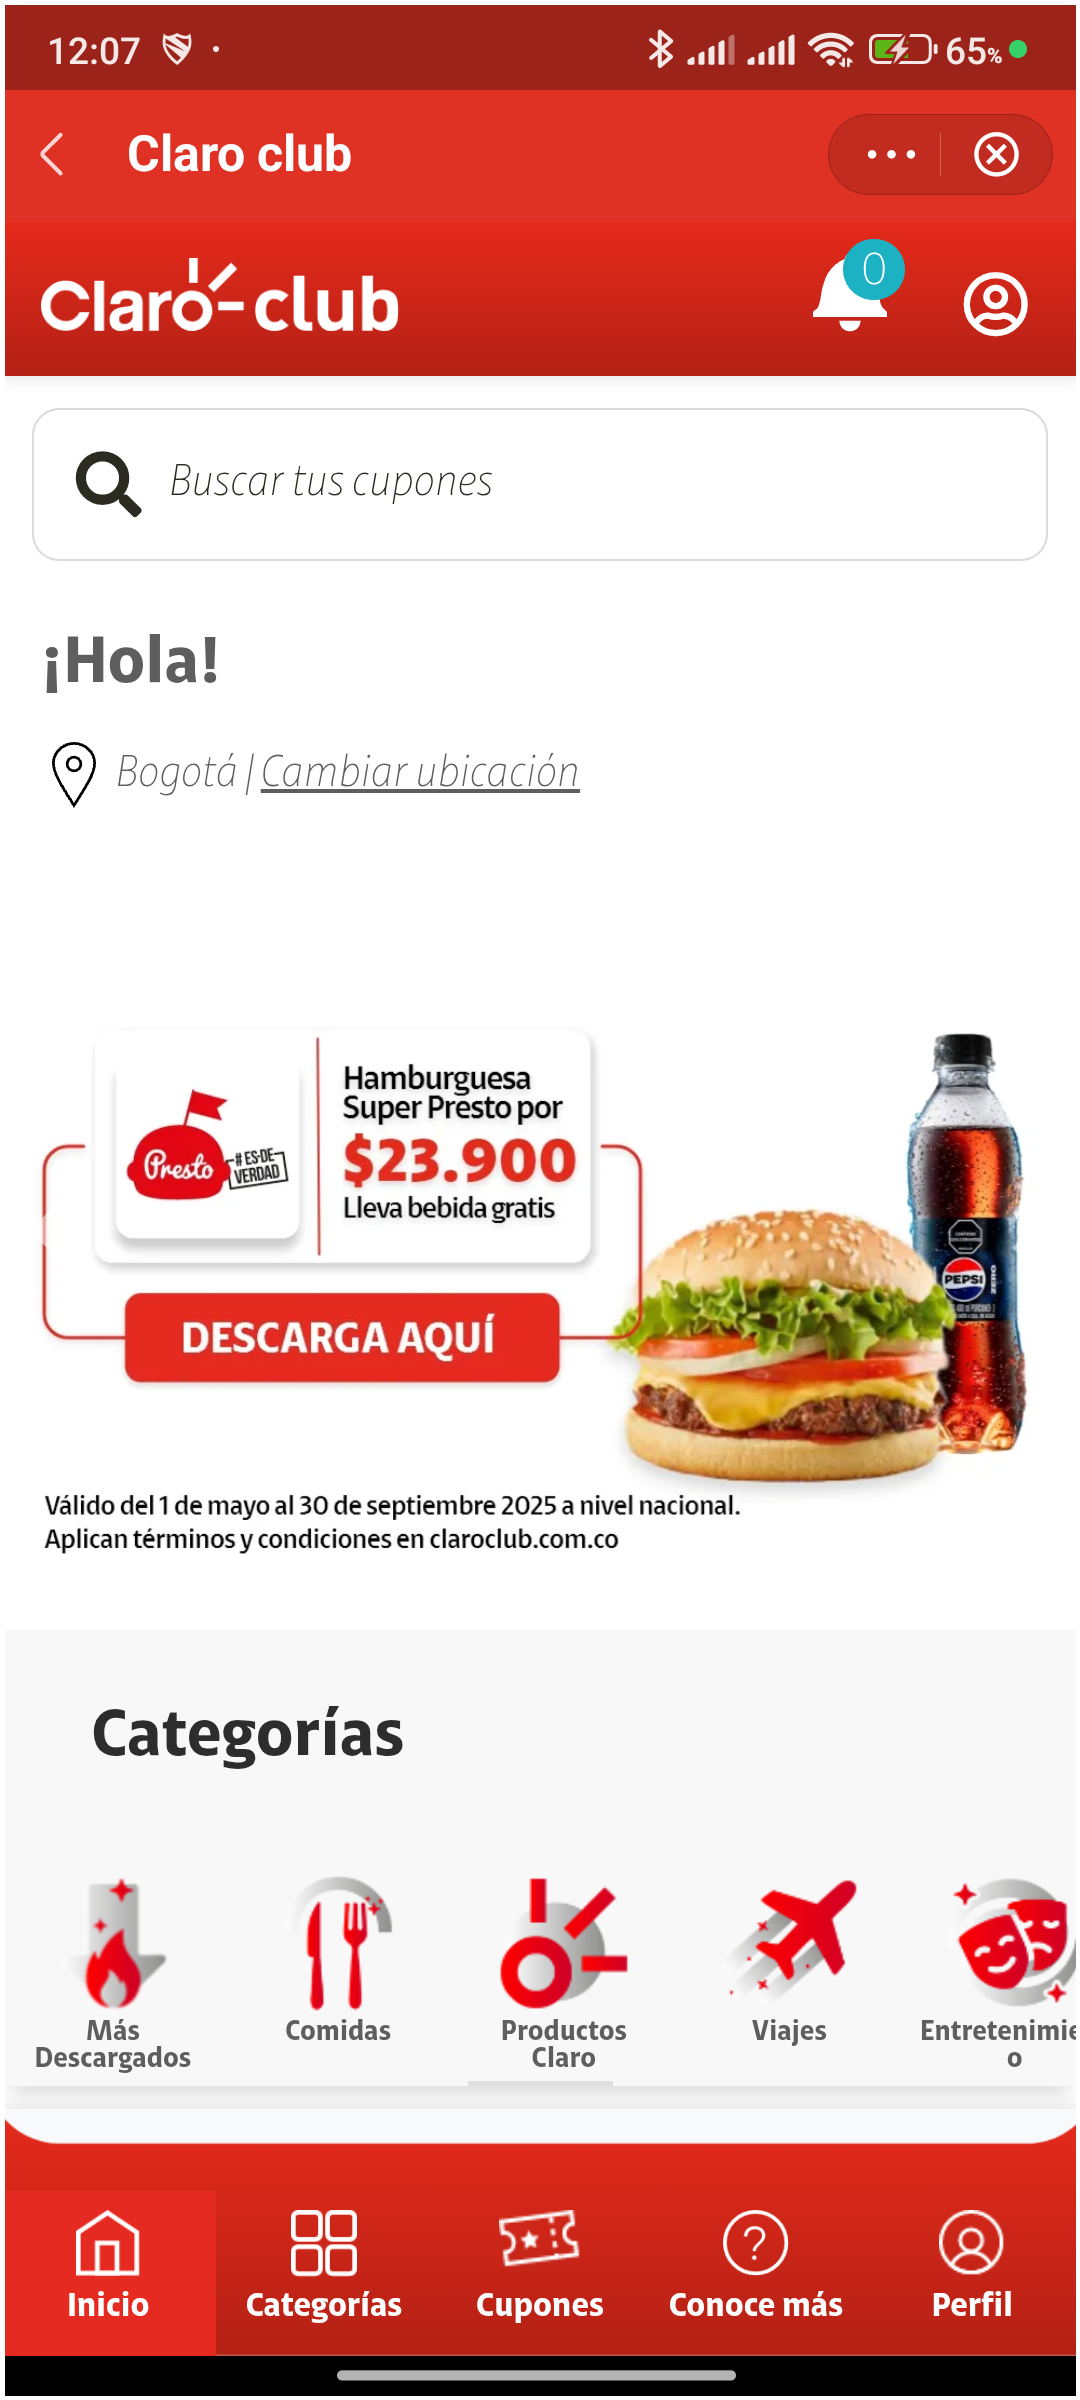 12:07
65%
Claro club
Claro-club
0
Buscar tus cupones
¡Hola!
Bogotá | Cambiar ubicación
Presto
#ES·DE
VERDAD
Hamburguesa
Super Presto por
$23.900
Lleva bebida gratis
DESCARGA AQUÍ
PEPSI
ZERO
Válido del 1 de mayo al 30 de septiembre 2025 a nivel nacional.
Aplican términos y condiciones en claroclub.com.co
Categorías
Más
Descargados
Comidas
Productos
Claro
Viajes
Entretenimie
o
Inicio
Categorías
Cupones
Conoce más
Perfil